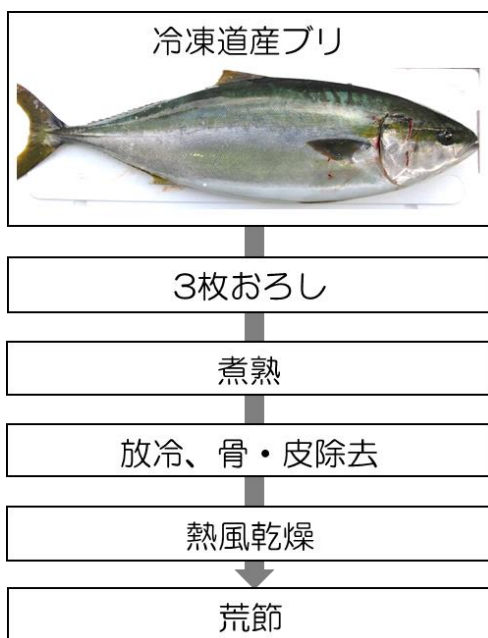 冷凍道産ブリ
3枚おろし
煮熟
放冷、骨・皮除去
熱風乾燥
荒節